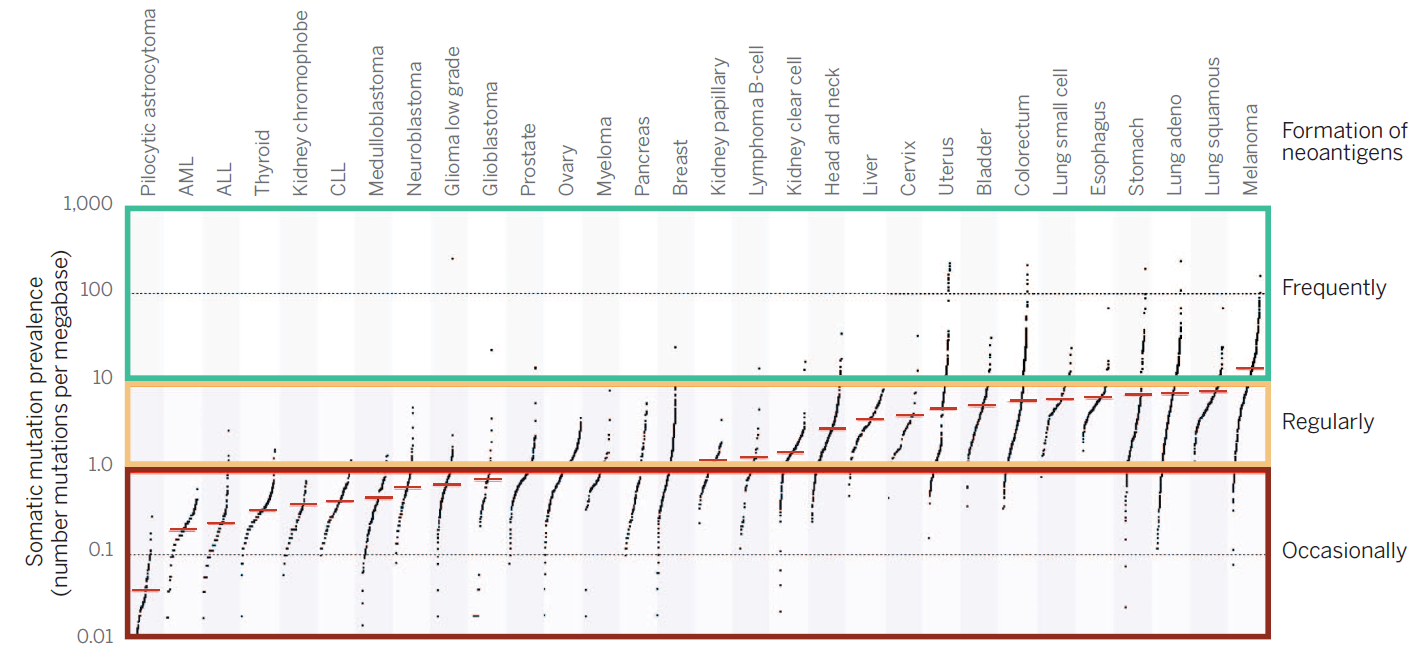 Pilocytic astrocytoma
AML
ALL
Thyroid
Kidney chromophobe
CLL
Medulloblastoma
Neuroblastoma
Glioma low grade
Glioblastoma
Prostate
Ovary
Myeloma
Pancreas
Breast
Kidney papillary
Lymphoma B-cell
Kidney clear cell
Head and neck
Liver
Cervix
Uterus
Bladder
Colorectum
Lung small cell
Esophagus
Stomach
Lung adeno
Lung squamous
Melanoma
Formation of
neoantigens
Somatic mutation prevalence
(number mutations per megabase)
1,000
100
10
1.0
0.1
0.01
Frequently
Regularly
Occasionally